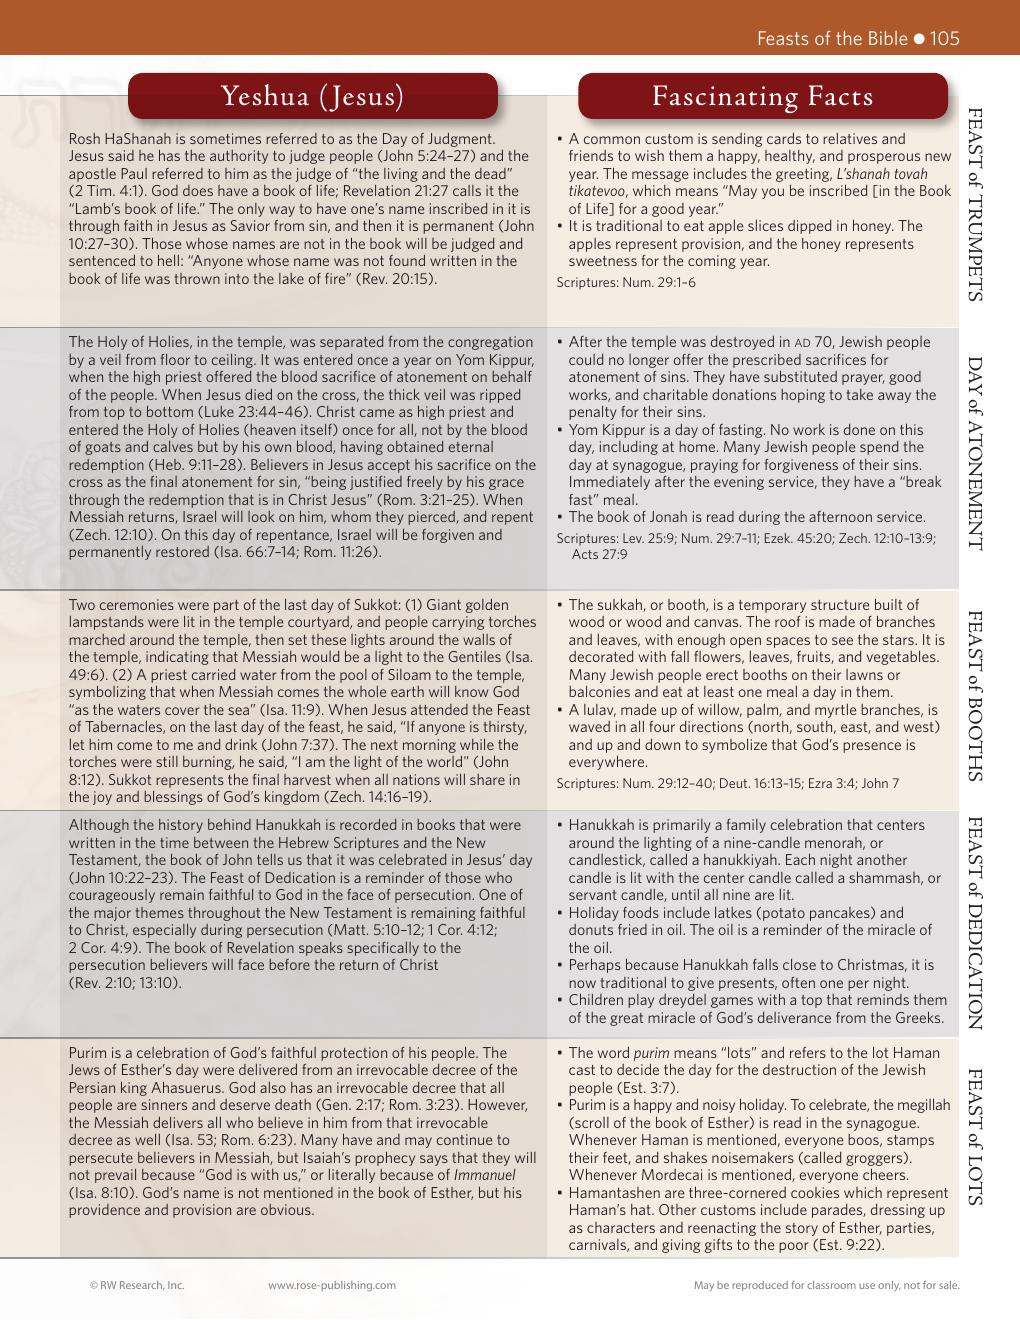 Feasts of the Bible ● 105
Yeshua (Jesus)
Fascinating Facts
Rosh HaShanah is sometimes referred to as the Day of Judgment.
Jesus said he has the authority to judge people (John 5:24–27) and the
apostle Paul referred to him as the judge of “the living and the dead”
(2 Tim. 4:1). God does have a book of life; Revelation 21:27 calls it the
“Lamb’s book of life.” The only way to have one’s name inscribed in it is
through faith in Jesus as Savior from sin, and then it is permanent (John
10:27–30). Those whose names are not in the book will be judged and
sentenced to hell: “Anyone whose name was not found written in the
book of life was thrown into the lake of fire” (Rev. 20:15).
• A common custom is sending cards to relatives and
friends to wish them a happy, healthy, and prosperous new
year. The message includes the greeting, L’shanah tovah
tikatevoo, which means “May you be inscribed [in the Book
of Life] for a good year.”
• It is traditional to eat apple slices dipped in honey. The
apples represent provision, and the honey represents
sweetness for the coming year.
Scriptures: Num. 29:1–6
FEAST of TRUMPETS
The Holy of Holies, in the temple, was separated from the congregation
by a veil from floor to ceiling. It was entered once a year on Yom Kippur,
when the high priest offered the blood sacrifice of atonement on behalf
of the people. When Jesus died on the cross, the thick veil was ripped
from top to bottom (Luke 23:44–46). Christ came as high priest and
entered the Holy of Holies (heaven itself) once for all, not by the blood
of goats and calves but by his own blood, having obtained eternal
redemption (Heb. 9:11–28). Believers in Jesus accept his sacrifice on the
cross as the final atonement for sin, “being justified freely by his grace
through the redemption that is in Christ Jesus” (Rom. 3:21–25). When
Messiah returns, Israel will look on him, whom they pierced, and repent
(Zech. 12:10). On this day of repentance, Israel will be forgiven and
permanently restored (Isa. 66:7–14; Rom. 11:26).
• After the temple was destroyed in AD 70, Jewish people
could no longer offer the prescribed sacrifices for
atonement of sins. They have substituted prayer, good
works, and charitable donations hoping to take away the
penalty for their sins.
• Yom Kippur is a day of fasting. No work is done on this
day, including at home. Many Jewish people spend the
day at synagogue, praying for forgiveness of their sins.
Immediately after the evening service, they have a “break
fast” meal.
• The book of Jonah is read during the afternoon service.
Scriptures: Lev. 25:9; Num. 29:7–11; Ezek. 45:20; Zech. 12:10–13:9;
Acts 27:9
DAY of ATONEMENT
Two ceremonies were part of the last day of Sukkot: (1) Giant golden
lampstands were lit in the temple courtyard, and people carrying torches
marched around the temple, then set these lights around the walls of
the temple, indicating that Messiah would be a light to the Gentiles (Isa.
49:6). (2) A priest carried water from the pool of Siloam to the temple,
symbolizing that when Messiah comes the whole earth will know God
“as the waters cover the sea” (Isa. 11:9). When Jesus attended the Feast
of Tabernacles, on the last day of the feast, he said, “If anyone is thirsty,
let him come to me and drink (John 7:37). The next morning while the
torches were still burning, he said, “I am the light of the world” (John
8:12). Sukkot represents the final harvest when all nations will share in
the joy and blessings of God’s kingdom (Zech. 14:16–19).
• The sukkah, or booth, is a temporary structure built of
wood or wood and canvas. The roof is made of branches
and leaves, with enough open spaces to see the stars. It is
decorated with fall flowers, leaves, fruits, and vegetables.
Many Jewish people erect booths on their lawns or
balconies and eat at least one meal a day in them.
• A lulav, made up of willow, palm, and myrtle branches, is
waved in all four directions (north, south, east, and west)
and up and down to symbolize that God’s presence is
everywhere.
Scriptures: Num. 29:12–40; Deut. 16:13–15; Ezra 3:4; John 7
FEAST of BOOTHS
Although the history behind Hanukkah is recorded in books that were
written in the time between the Hebrew Scriptures and the New
Testament, the book of John tells us that it was celebrated in Jesus’ day
(John 10:22–23). The Feast of Dedication is a reminder of those who
courageously remain faithful to God in the face of persecution. One of
the major themes throughout the New Testament is remaining faithful
to Christ, especially during persecution (Matt. 5:10–12; 1 Cor. 4:12;
2 Cor. 4:9). The book of Revelation speaks specifically to the
persecution believers will face before the return of Christ
(Rev. 2:10; 13:10).
• Hanukkah is primarily a family celebration that centers
around the lighting of a nine-candle menorah, or
candlestick, called a hanukkiyah. Each night another
candle is lit with the center candle called a shammash, or
servant candle, until all nine are lit.
• Holiday foods include latkes (potato pancakes) and
donuts fried in oil. The oil is a reminder of the miracle of
the oil.
• Perhaps because Hanukkah falls close to Christmas, it is
now traditional to give presents, often one per night.
• Children play dreydel games with a top that reminds them
of the great miracle of God’s deliverance from the Greeks.
FEAST of DEDICATION
Purim is a celebration of God’s faithful protection of his people. The
Jews of Esther’s day were delivered from an irrevocable decree of the
Persian king Ahasuerus. God also has an irrevocable decree that all
people are sinners and deserve death (Gen. 2:17; Rom. 3:23). However,
the Messiah delivers all who believe in him from that irrevocable
decree as well (Isa. 53; Rom. 6:23). Many have and may continue to
persecute believers in Messiah, but Isaiah’s prophecy says that they will
not prevail because “God is with us,” or literally because of Immanuel
(Isa. 8:10). God’s name is not mentioned in the book of Esther, but his
providence and provision are obvious.
• The word purim means “lots” and refers to the lot Haman
cast to decide the day for the destruction of the Jewish
people (Est. 3:7).
• Purim is a happy and noisy holiday. To celebrate, the megillah
(scroll of the book of Esther) is read in the synagogue.
Whenever Haman is mentioned, everyone boos, stamps
their feet, and shakes noisemakers (called groggers).
Whenever Mordecai is mentioned, everyone cheers.
• Hamantashen are three-cornered cookies which represent
Haman’s hat. Other customs include parades, dressing up
as characters and reenacting the story of Esther, parties,
carnivals, and giving gifts to the poor (Est. 9:22).
FEAST of LOTS
© RW Research, Inc.
www.rose-publishing.com
May be reproduced for classroom use only, not for sale.